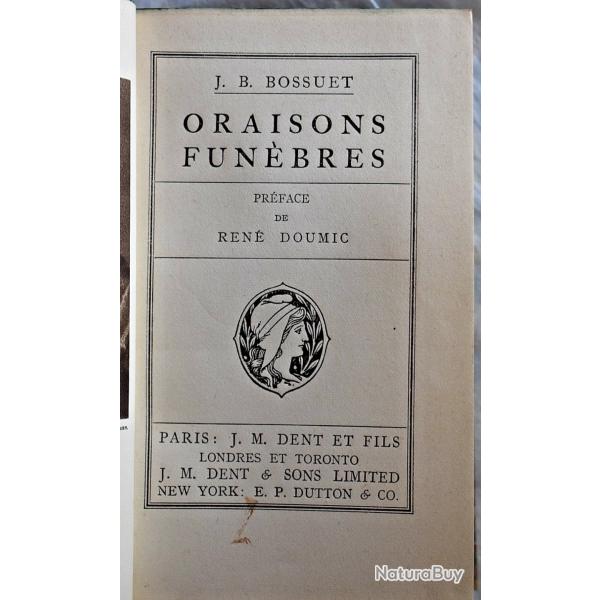 J. B. BOSSUET
ORAISONS
FUNÈBRES
PRÉFACE
DE
RENÉ DOUMIC
PARIS: J. M. DENT ET FILS
LONDRES ET TORONTO
J. M. DENT & SONS LIMITED
NEW YORK: E. P. DUTTON & CO.
NaturaBuy